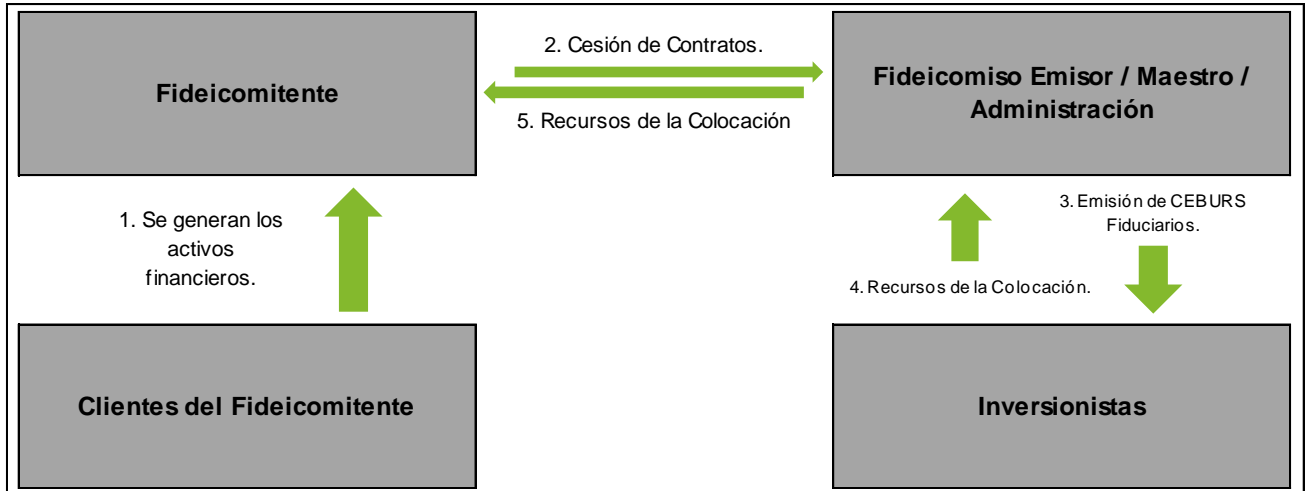 2. Cesión de Contratos.
Fideicomitente
Fideicomiso Emisor / Maestro /
Administración
5. Recursos de la Colocación
1. Se generan los
activos
financieros.
3. Emisión de CEBURS
Fiduciarios.
4. Recursos de la Colocación.
Clientes del Fideicomitente
Inversionistas